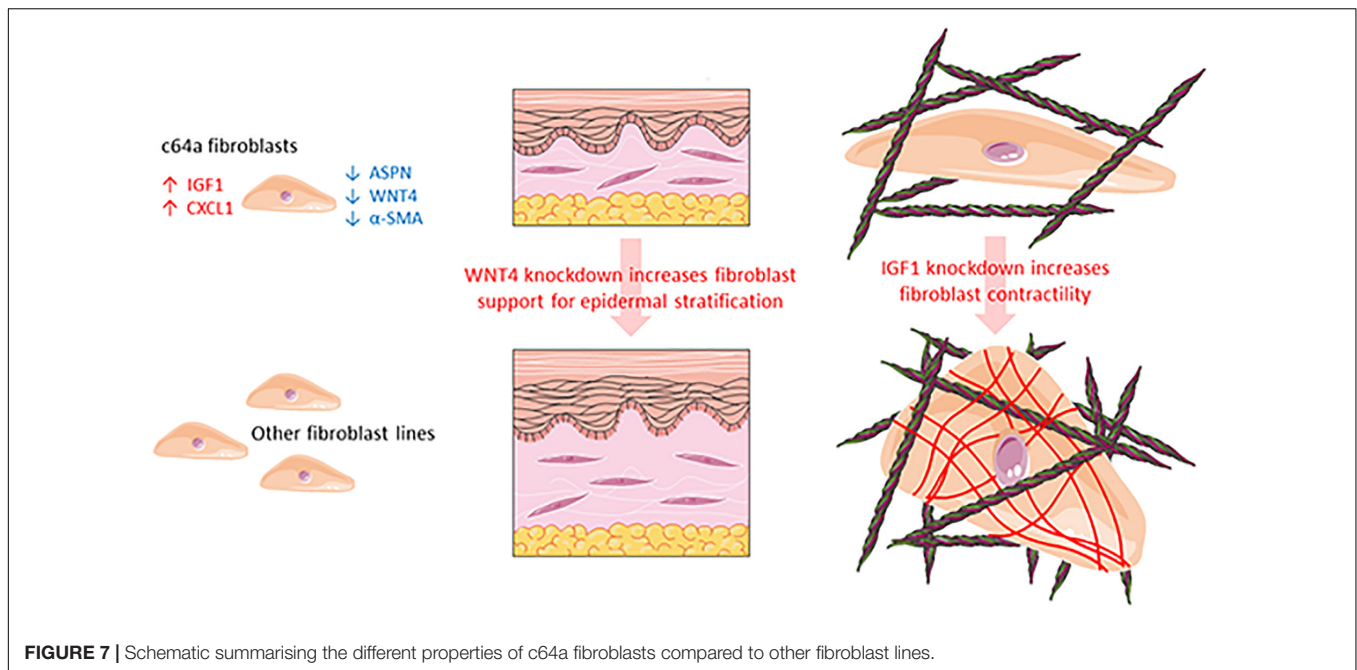 c64a fibroblasts
↑ IGF1
↑ CXCL1
↓ ASPN
↓ WNT4
↓ α-SMA
WNT4 knockdown increases fibroblast
support for epidermal stratification
IGF1 knockdown increases
fibroblast contractility
Other fibroblast lines
FIGURE 7 | Schematic summarising the different properties of c64a fibroblasts compared to other fibroblast lines.